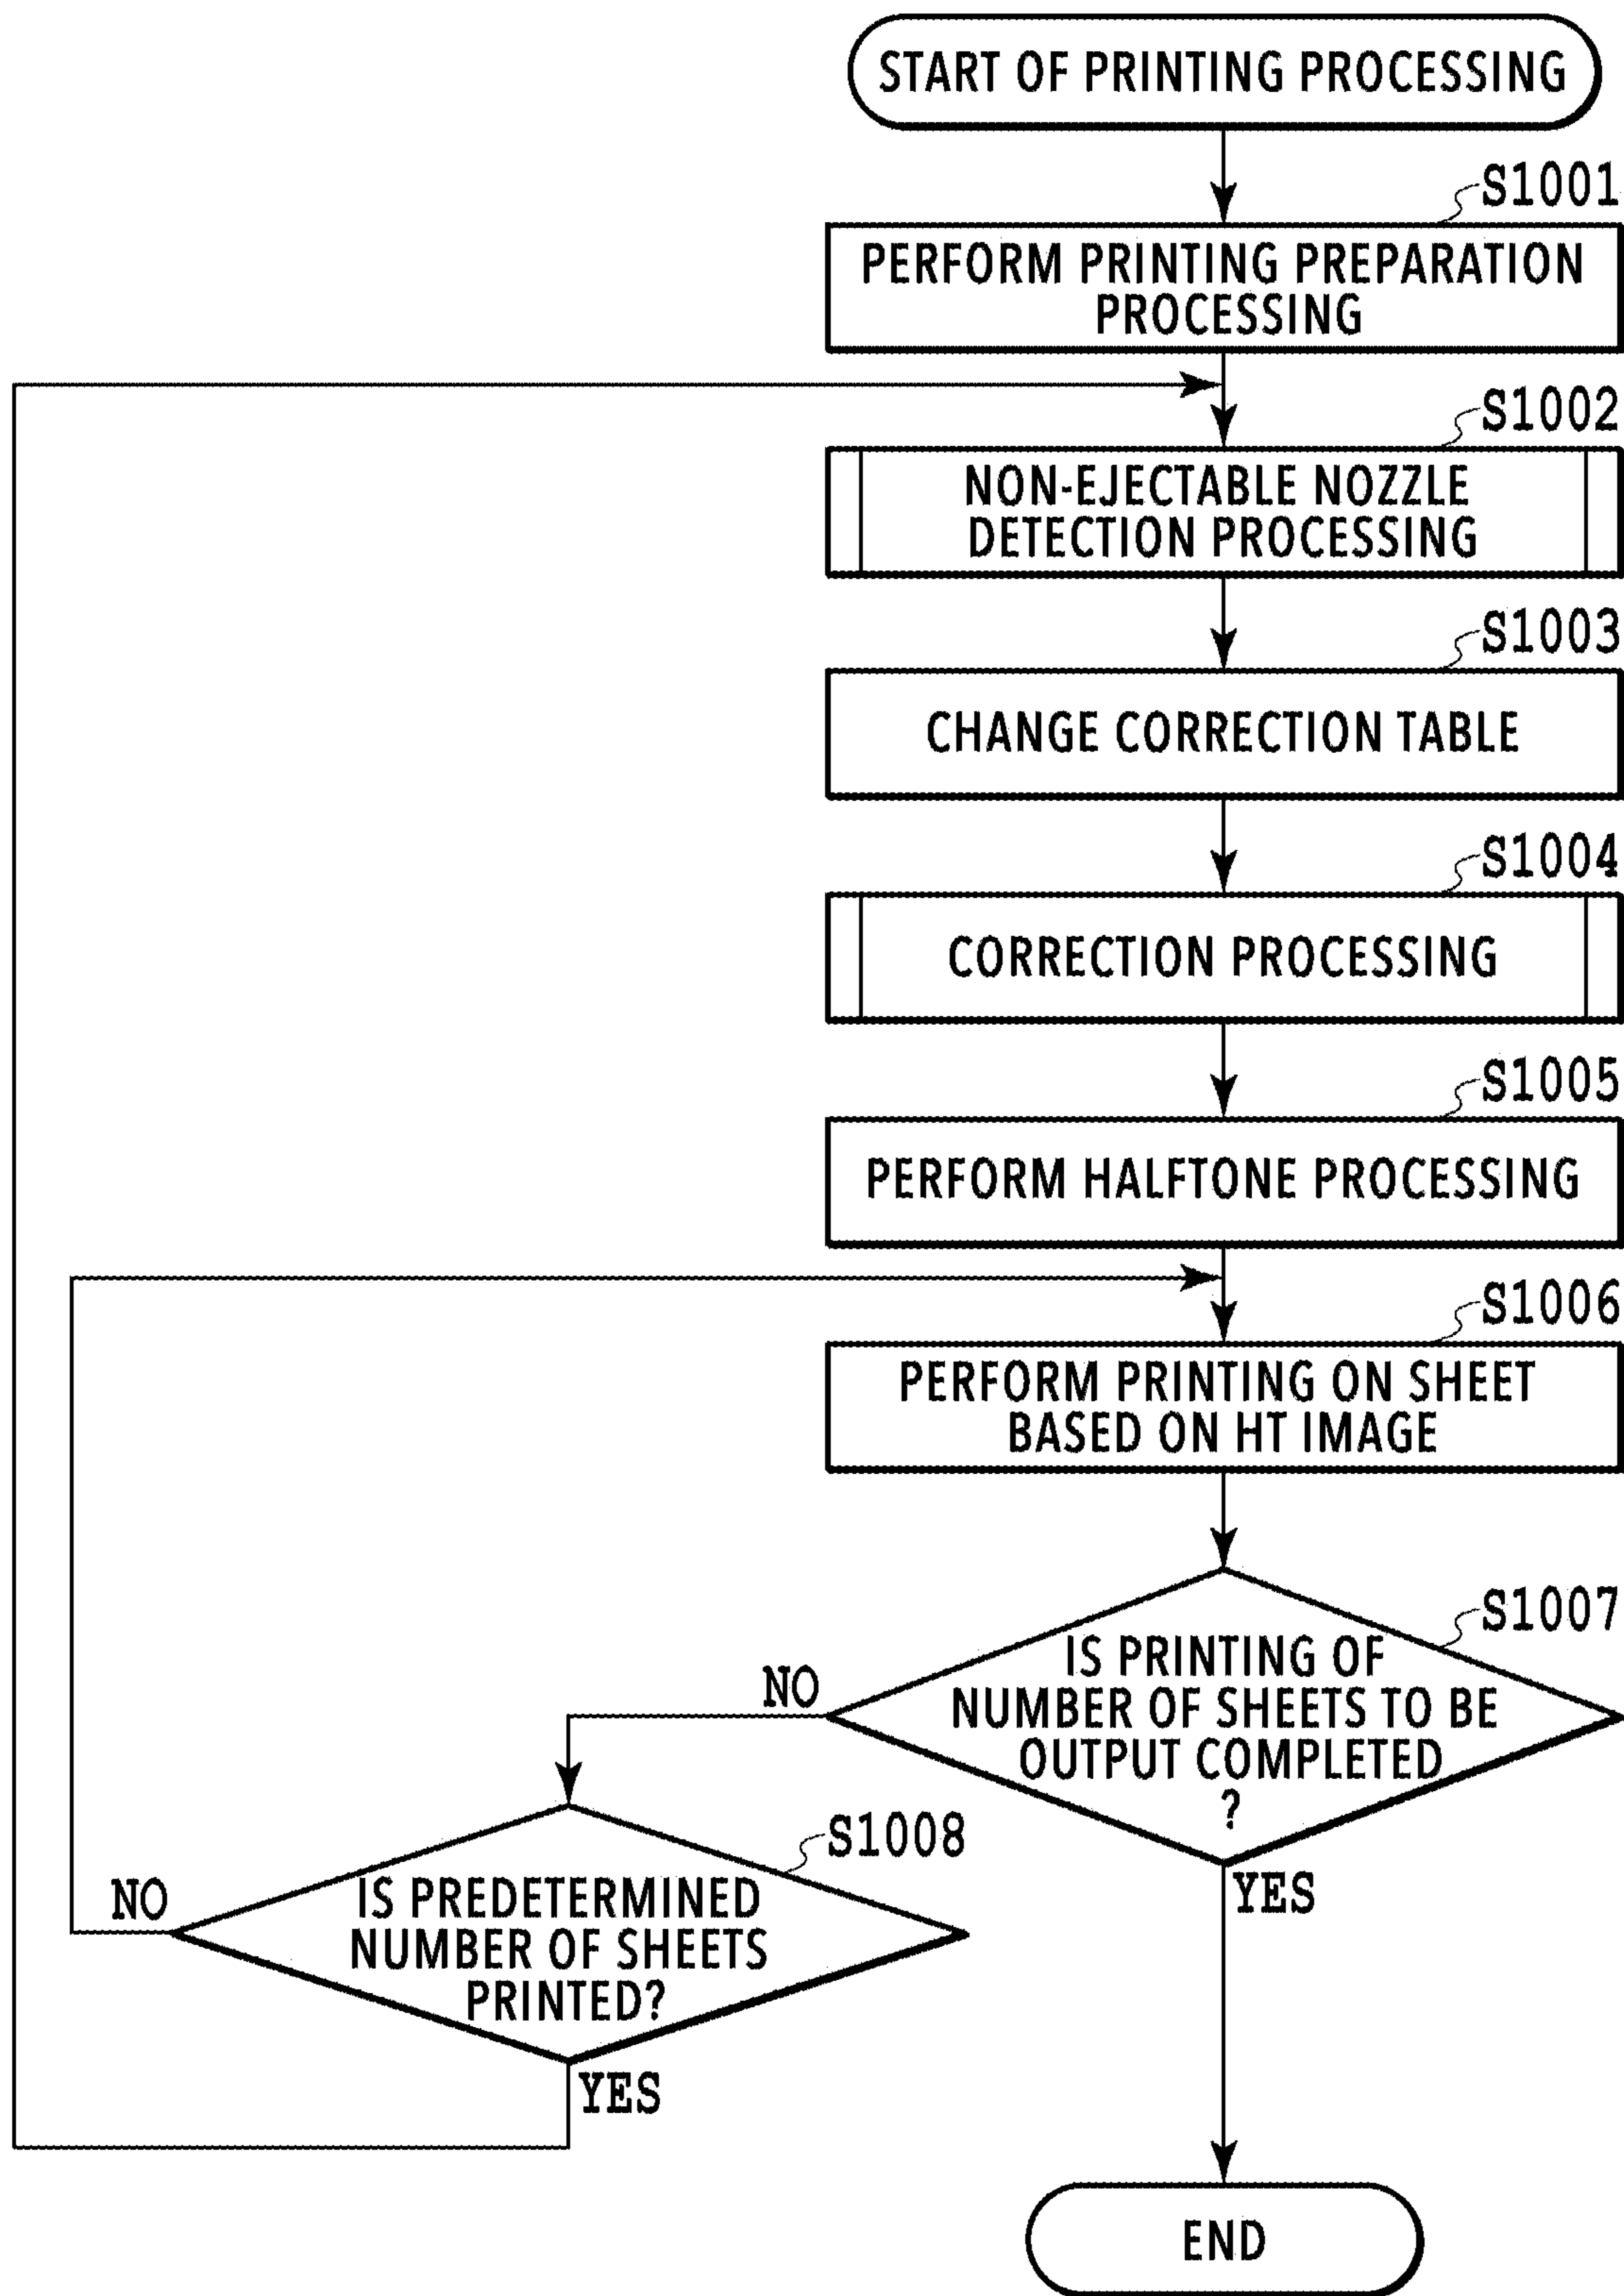 START OF PRINTING PROCESSING
S1001
PERFORM PRINTING PREPARATION
PROCESSING
S1002
NON-EJECTABLE NOZZLE
DETECTION PROCESSING
S1003
CHANGE CORRECTION TABLE
S1004
CORRECTION PROCESSING
S1005
PERFORM HALFTONE PROCESSING
S1006
PERFORM PRINTING ON SHEET
BASED ON HT IMAGE
S1007
IS PRINTING OF
NUMBER OF SHEETS TO BE
OUTPUT COMPLETED
?
NO
YES
S1008
IS PREDETERMINED
NUMBER OF SHEETS
PRINTED?
NO
YES
END